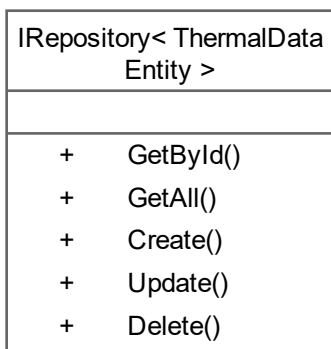 IRepository< ThermalData
Entity >
+ GetById()
+ GetAll()
+ Create()
+ Update()
+ Delete()